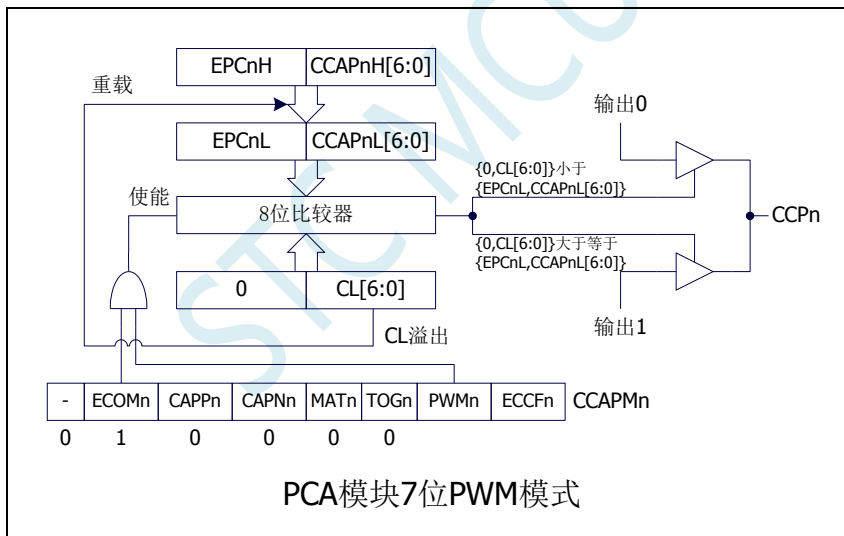 EPCnH CCAPnH[6:0]
重载
输出0
EPCnL CCAPnL[6:0]
{0,CL[6:0]}小于
{EPCnL,CCAPnL[6:0]}
使能
8位比较器
CCPn
{0,CL[6:0]}大于等于
{EPCnL,CCAPnL[6:0]}
0 CL[6:0]
输出1
CL溢出
- ECOMn CAPPn CAPNn MATn TOGn PWMn ECCFn CCAPMn
0 1 0 0 0 0
PCA模块7位PWM模式
STC MCU